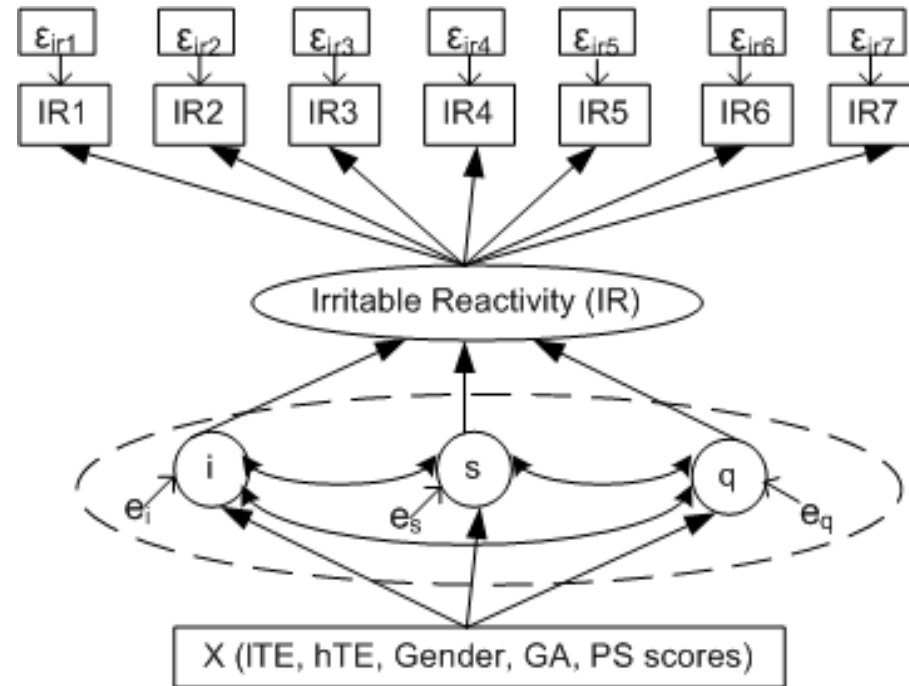 εir1 εir2 εir3 εir4 εir5 εir6 εir7
IR1 IR2 IR3 IR4 IR5 IR6 IR7
Irritable Reactivity (IR)
i s q
ei es eq
X (lTE, hTE, Gender, GA, PS scores)